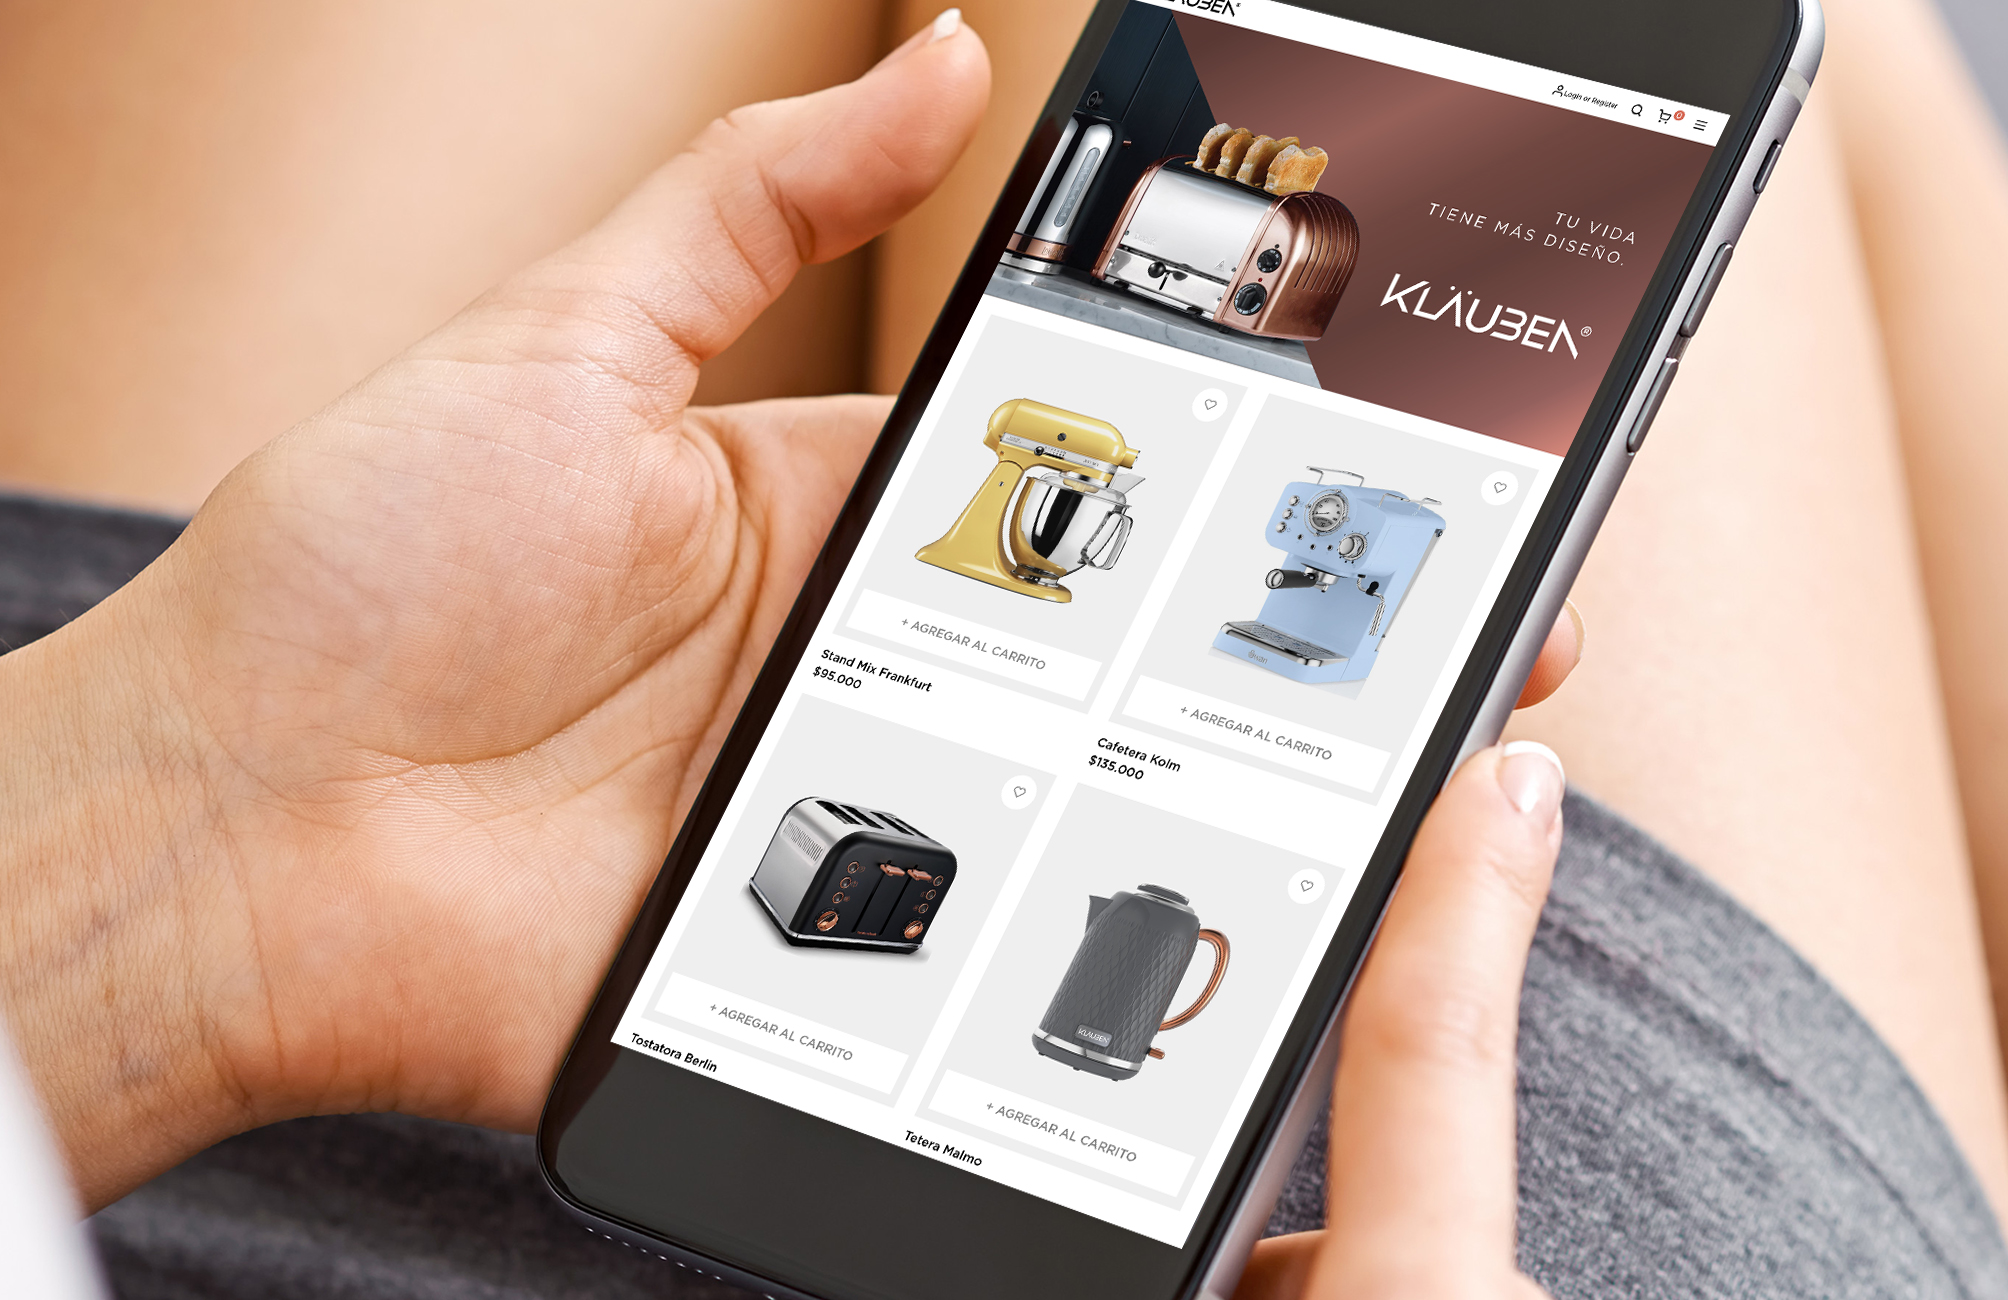 KLÄUBEN
Login or Register
0
TU VIDA
TIENE MÁS DISEÑO.
KLÄUBEN®
+ AGREGAR AL CARRITO
Stand Mix Frankfurt
$95.000
+ AGREGAR AL CARRITO
Cafetera Kolm
$135.000
+ AGREGAR AL CARRITO
Tostatora Berlin
KLÄUBEN
+ AGREGAR AL CARRITO
Tetera Malmo